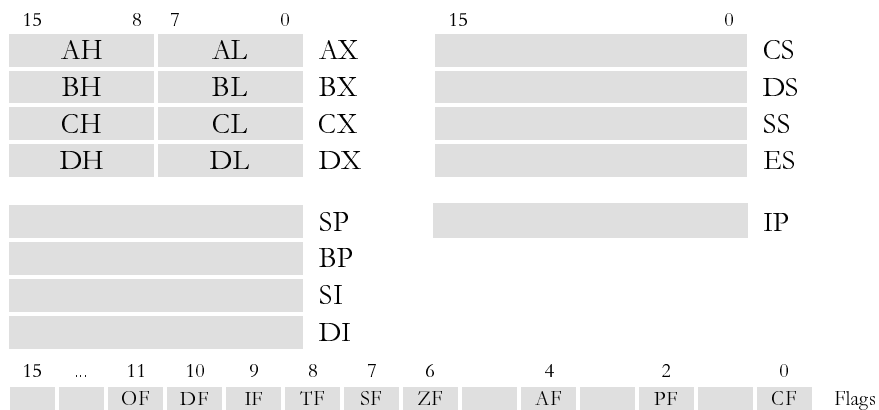 15 8 7 0 15 0
AH AL AX CS
BH BL BX DS
CH CL CX SS
DH DL DX ES
SP IP
BP
SI
DI
15 ... 11 10 9 8 7 6 4 2 0
OF DF IF TF SF ZF AF PF CF Flags